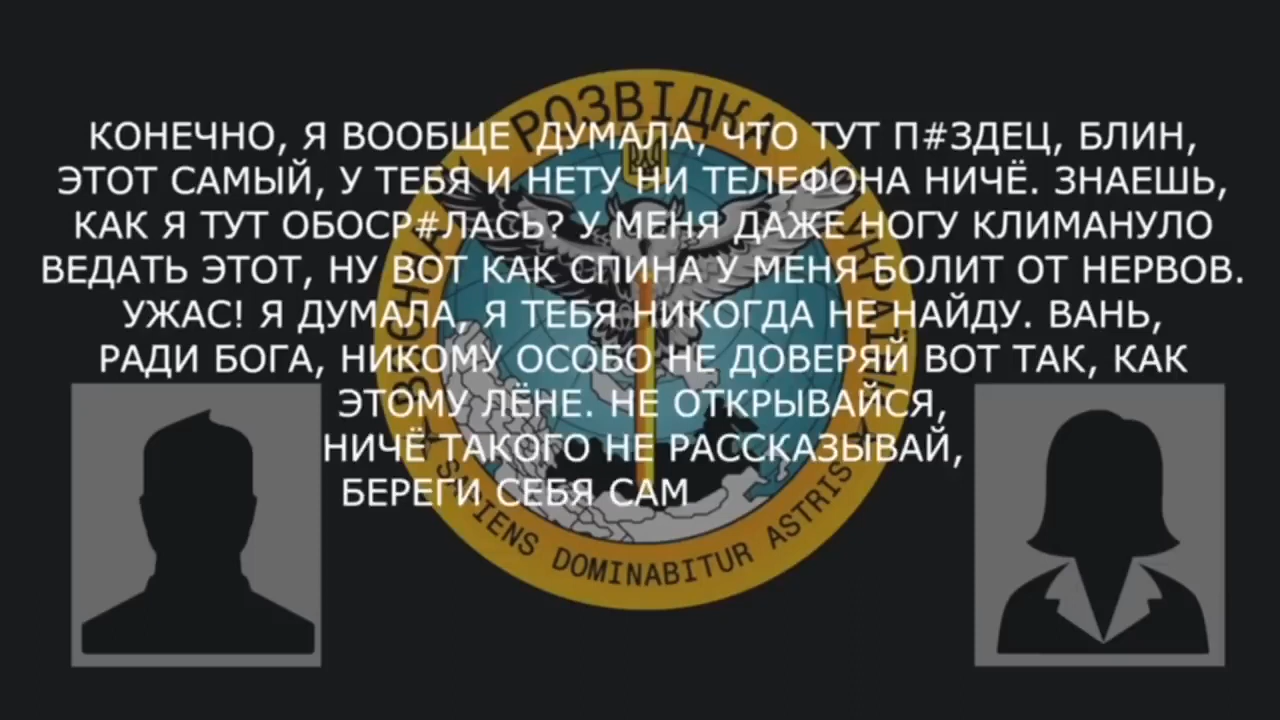 КОНЕЧНО, Я ВООБЩЕ ДУМАЛА, ЧТО ТУТ П#ЗДЕЦ, БЛИН,
ЭТОТ САМЫЙ, У ТЕБЯ И НЕТУ НИ ТЕЛЕФОНА НИЧЁ. ЗНАЕШЬ,
КАК Я ТУТ ОБОСР#ЛАСЬ? У МЕНЯ ДАЖЕ НОГУ КЛИМАНУЛО
ВЕДАТЬ ЭТОТ, НУ ВОТ КАК СПИНА У МЕНЯ БОЛИТ ОТ НЕРВОВ.
УЖАС! Я ДУМАЛА, Я ТЕБЯ НИКОГДА НЕ НАЙДУ. ВАНЬ,
РАДИ БОГА, НИКОМУ ОСОБО НЕ ДОВЕРЯЙ ВОТ ТАК, КАК
ЭТОМУ ЛЁНЕ. НЕ ОТКРЫВАЙСЯ,
НИЧЁ ТАКОГО НЕ РАССКАЗЫВАЙ,
БЕРЕГИ СЕБЯ САМ
РОЗВІДКА
SAPIENS DOMINABITUR ASTRIS